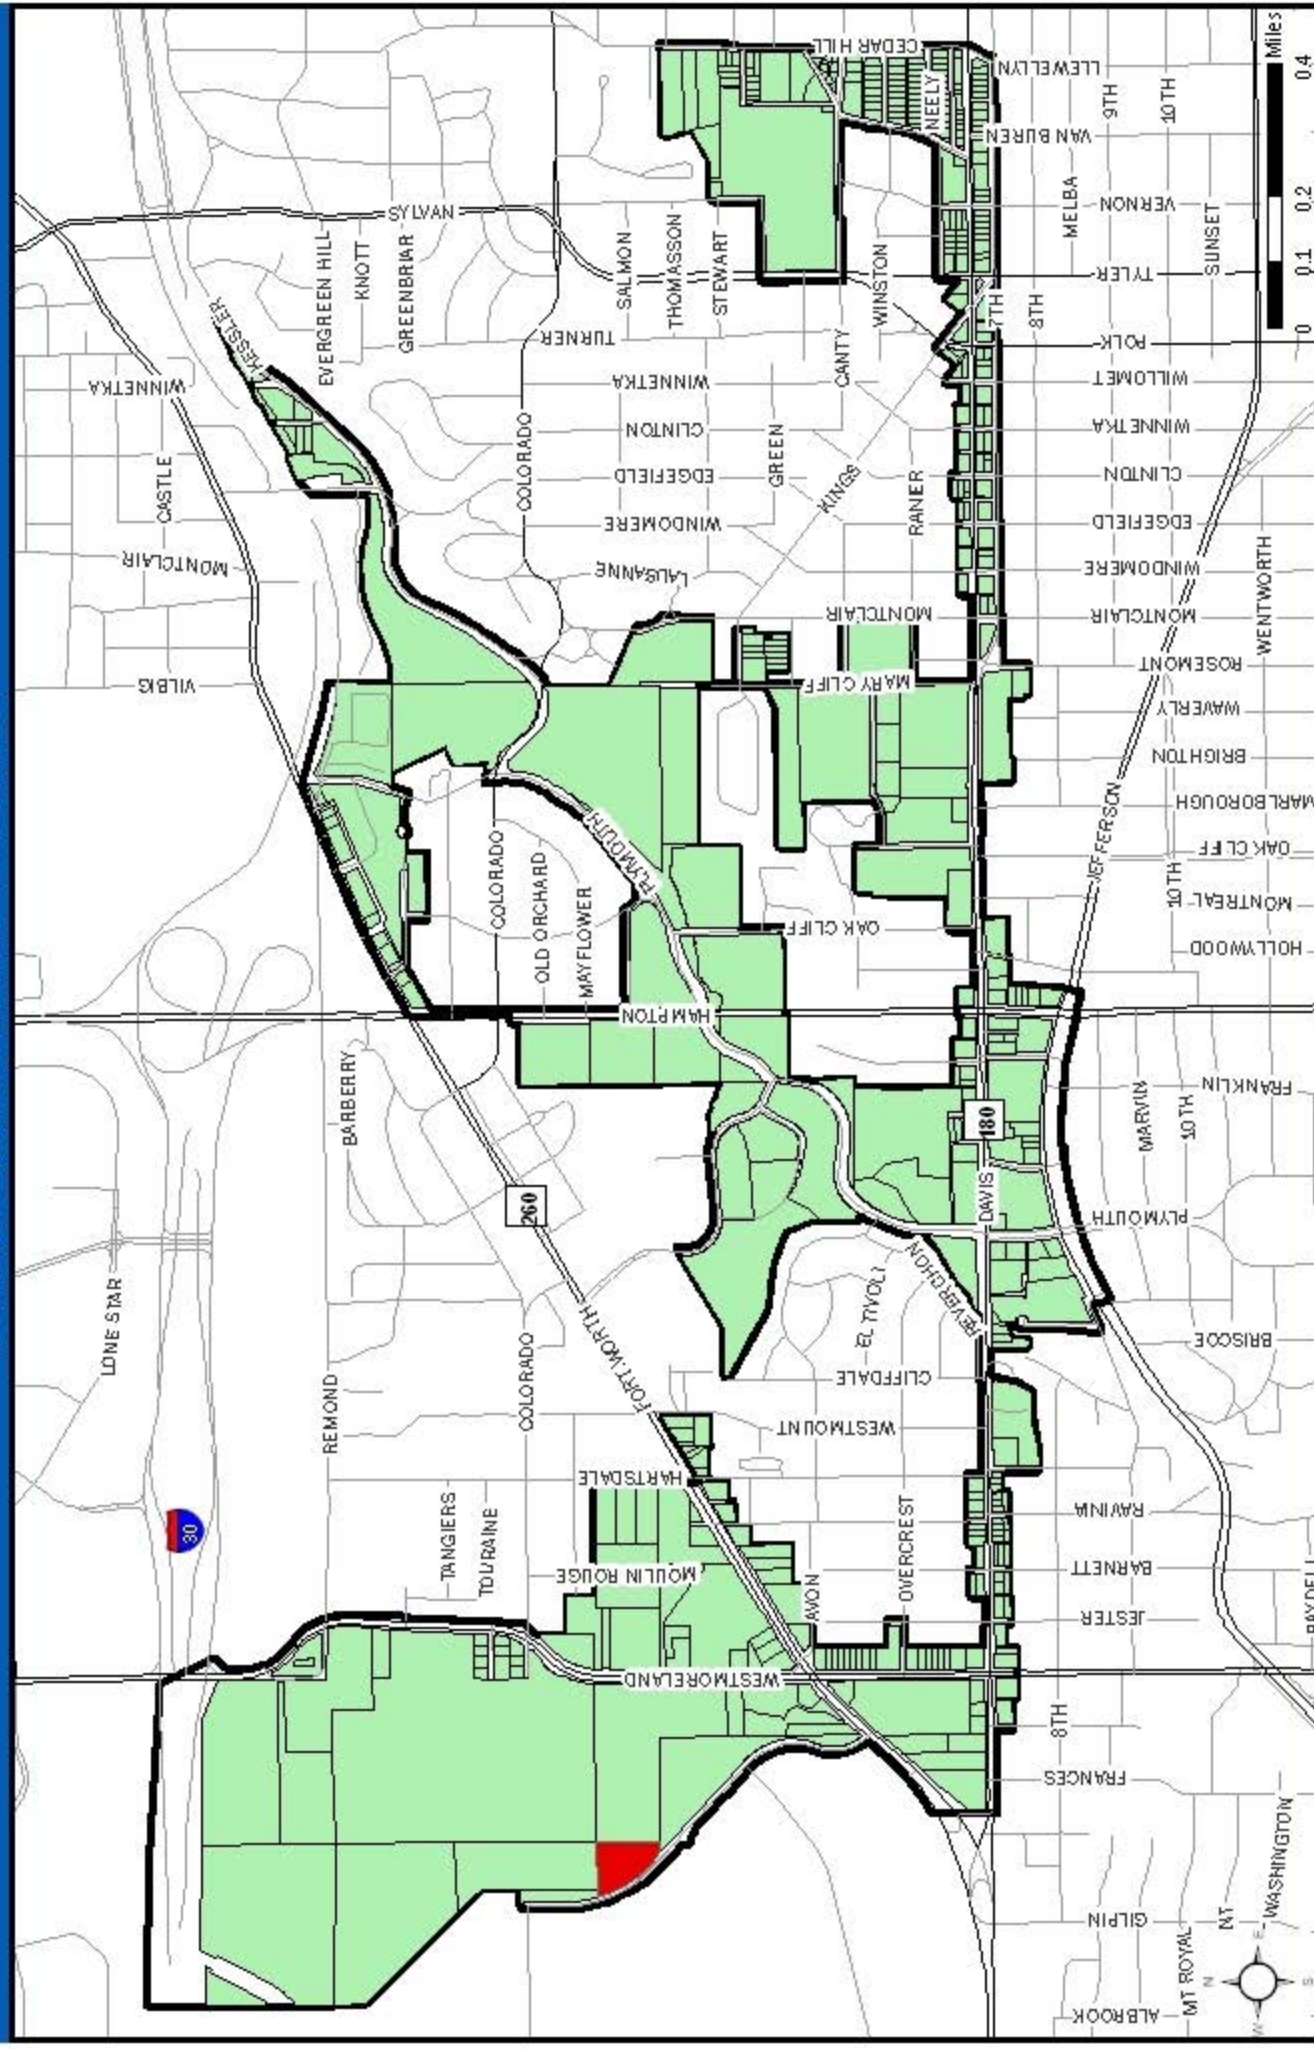 LONE STAR
CASTLE
VILBIG
MONTCLAIR
WINNETKA
30
KESSLER
REMOND
BARBERRY
EVERGREEN HILL
KNOTT
GREENBRIAR
SYLVAN
TANGIERS
TOURAINE
COLORADO
260
COLORADO
COLORADO
OLD ORCHARD
MAYFLOWER
FORT WORTH
HARTSDALE
MOULIN ROUGE
WESTMORELAND
HAMPTON
PLYMOUTH
LAUSANNE
WINDOMERE
EDGEFIELD
CLINTON
WINNETKA
TURNER
SALMON
THOMASSON
STEWART
GREEN
KINGS
CANTY
WINSTON
CEDAR HILL
AVON
WESTMOUNT
CLIFFDALE
EL TIVOLI
REVERCHON
OVERCREST
OAK CLIFF
MARY CLIFF
MONTCLAIR
RANER
NEELY
DAVIS
180
7TH
8TH
8TH
FRANCES
JESTER
BARNETT
RAVINIA
BRISCOE
PLYMOUTH
MARVIN
10TH
FRANKLIN
JEFFERSON
10TH
HOLLYWOOD
MONTREAL
OAK CLIFF
MARLBOROUGH
BRIGHTON
WAVERLY
ROSEMONT
MONTCLAIR
WINDOMERE
EDGEFIELD
CLINTON
WINNETKA
WILLOMET
POLK
TYLER
VERNON
VAN BUREN
LLEWELLYN
MELBA
9TH
10TH
SUNSET
WENTWORTH
ALBROOK
GILPIN
MT ROYAL
NT
WASHINGTON
N
E
S
W
0
0.1
0.2
0.4
Miles